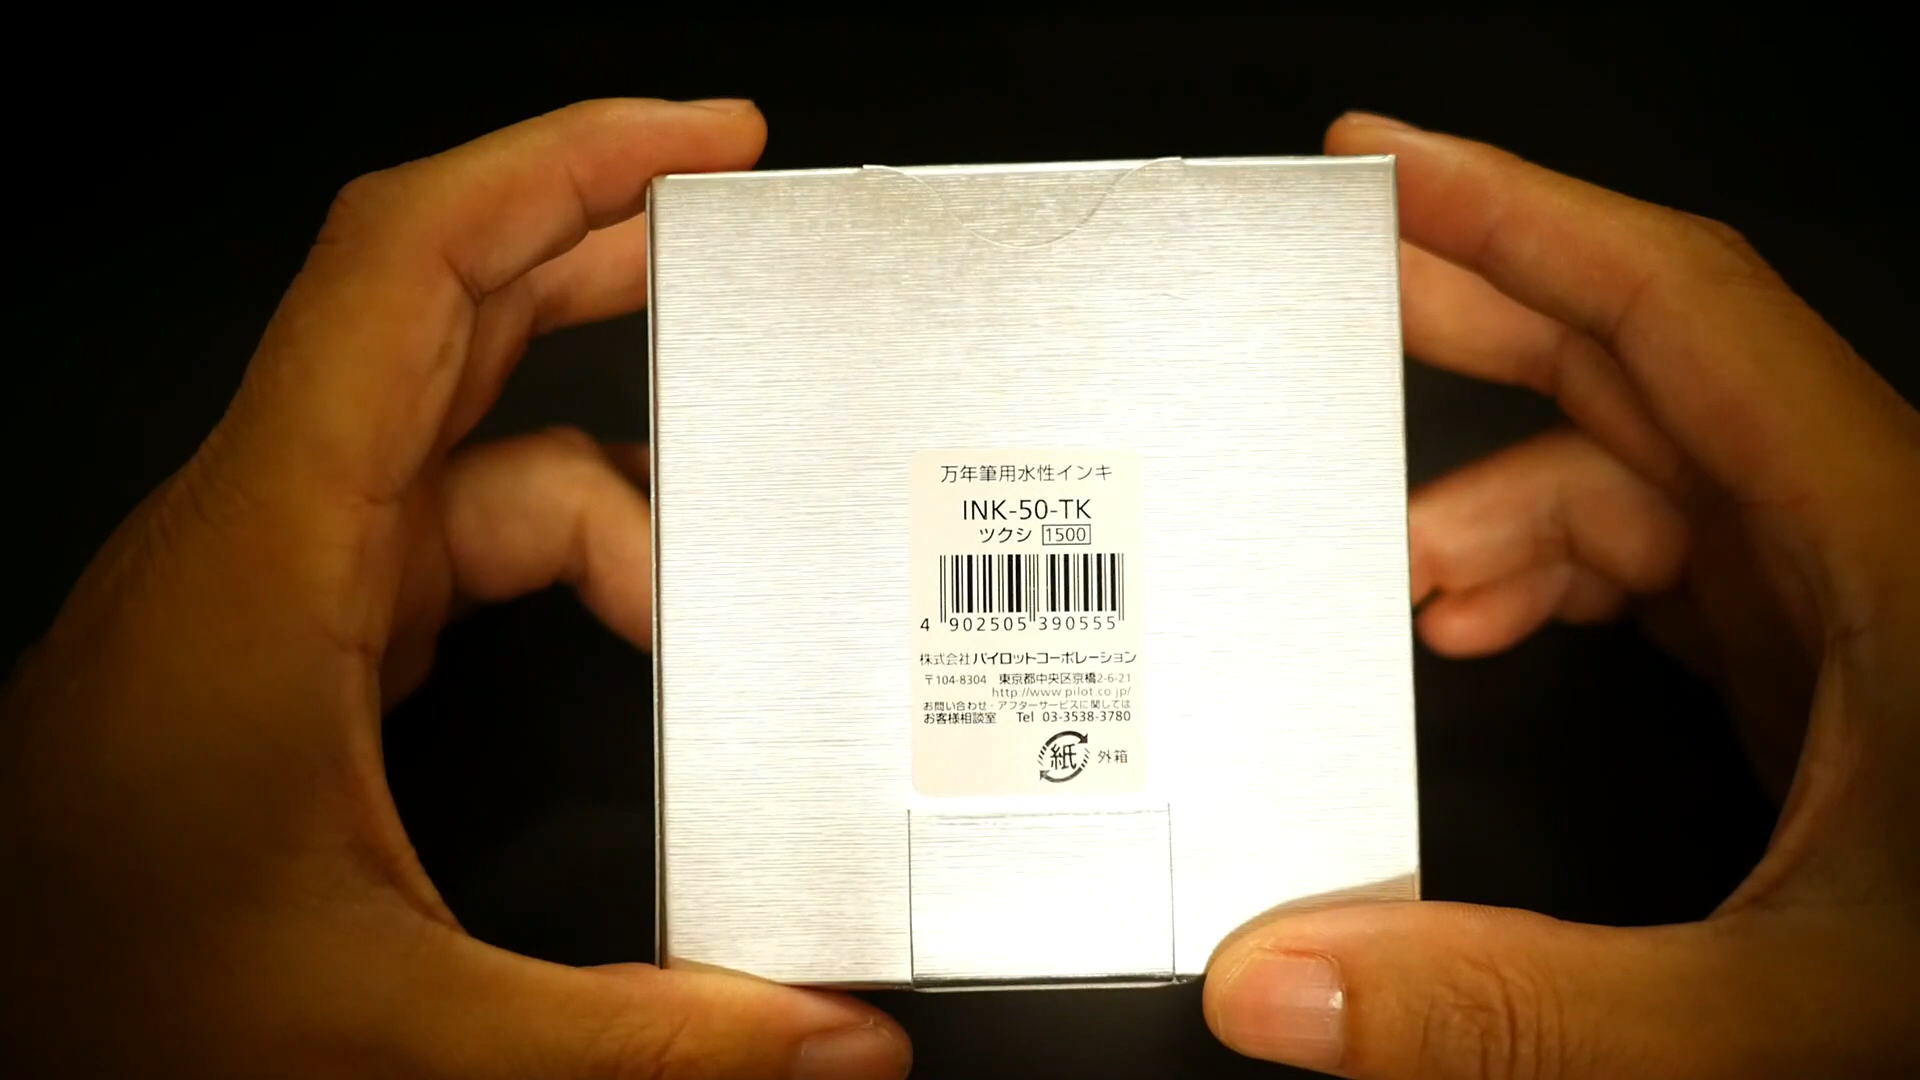 万年筆用水性インキ
INK-50-TK
ツクシ 1500
4 902505 390555
株式会社パイロットコーポレーション
〒104-8304 東京都中央区京橋2-6-21
http://www.pilot.co.jp/
お問い合わせ・アフターサービスに関しては
お客様相談室 Tel 03-3538-3780
紙 外箱